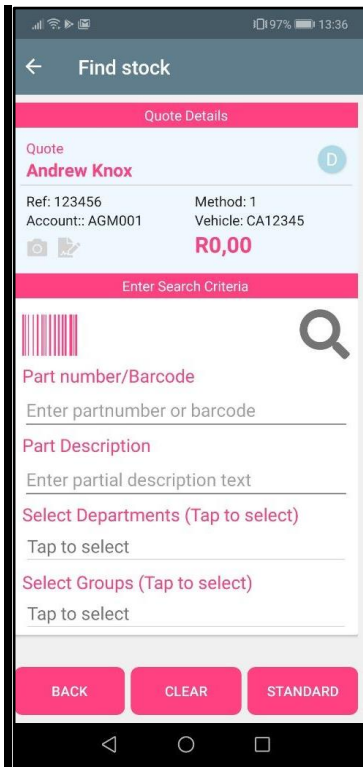 97% 13:36
Find stock
Quote Details
Quote
Andrew Knox
D
Ref: 123456 Method: 1
Account:: AGM001 Vehicle: CA12345
R0,00
Enter Search Criteria
Part number/Barcode
Enter partnumber or barcode
Part Description
Enter partial description text
Select Departments (Tap to select)
Tap to select
Select Groups (Tap to select)
Tap to select
BACK CLEAR STANDARD